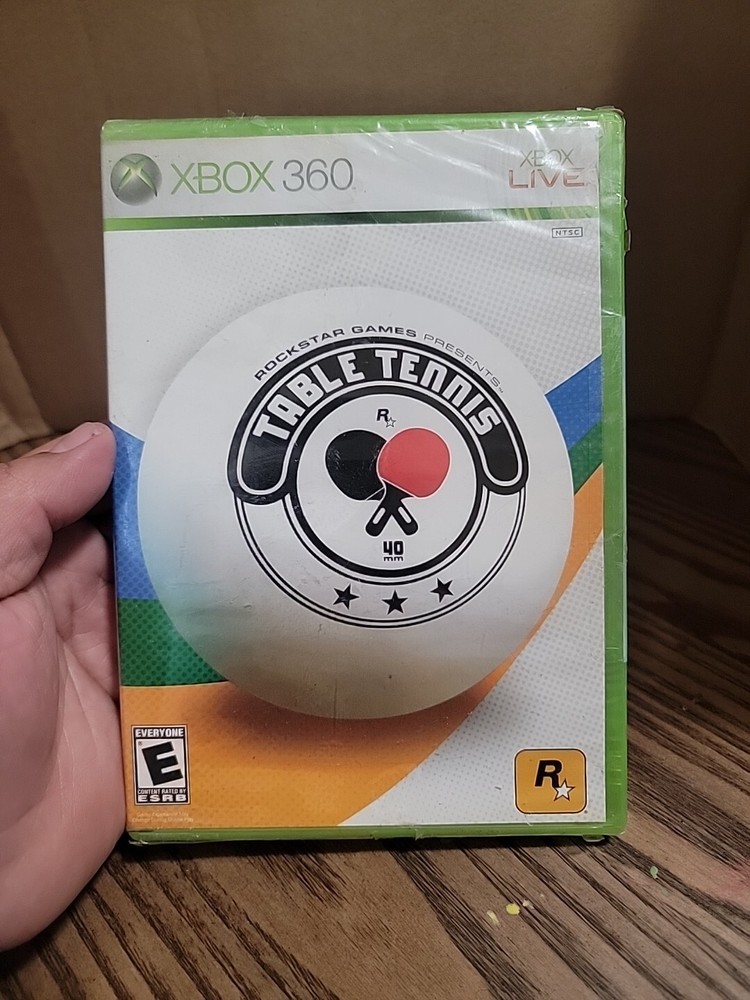 XBOX 360
XBOX
LIVE
NTSC
ROCKSTAR GAMES PRESENTS
TABLE TENNIS
R
40
mm
EVERYONE
E
CONTENT RATED BY
ESRB
R